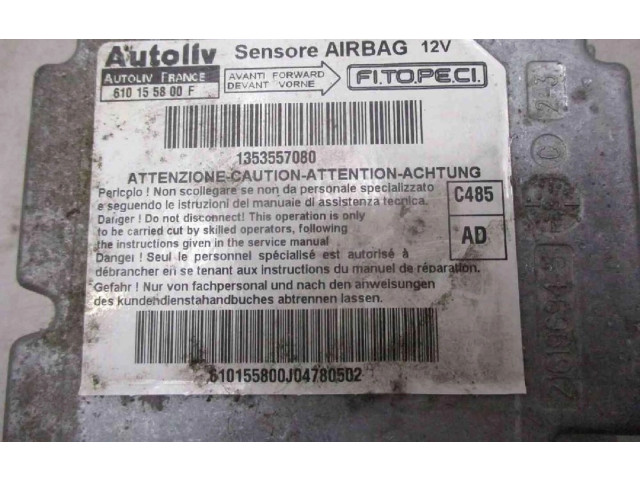 Autoliv Sensore AIRBAG 12V
AUTOLIV FRANCE
610 15 58 00 F
AVANTI FORWARD
DEVANT VORNE
FI.TO.PE.CI.
1353557080
ATTENZIONE-CAUTION-ATTENTION-ACHTUNG
Pericplo ! Non scollegare se non da personale specializzato
e seguendo le istruzioni del manuale di assistenza tecnica.
Danger ! Do not disconnect! This operation is only
to be carried cut by skilled operators, following
the instructions given in the service manual
Danger ! Seul le personnel spécialisé est autorisé à
débrancher en se tenant aux instructions du manuel de réparation.
Gefahr ! Nur von fachpersonal und nach den anweisungen
des kundehdienstahandbuches abtrennen lassen.
C485
AD
610155800J04780502